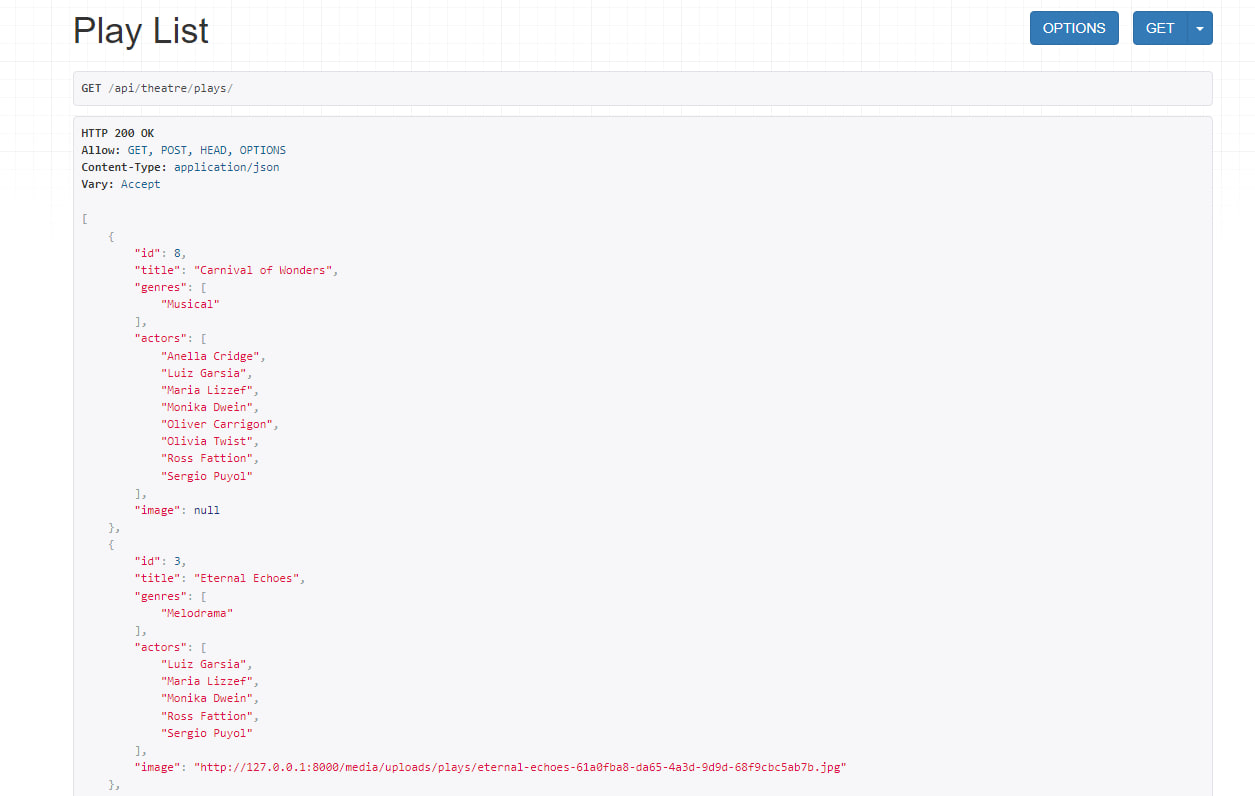 Play List
OPTIONS
GET
GET /api/theatre/plays/
HTTP 200 OK
Allow: GET, POST, HEAD, OPTIONS
Content-Type: application/json
Vary: Accept
[
    {
        "id": 8,
        "title": "Carnival of Wonders",
        "genres": [
            "Musical"
        ],
        "actors": [
            "Anella Cridge",
            "Luiz Garsia",
            "Maria Lizzef",
            "Monika Dwein",
            "Oliver Carrigon",
            "Olivia Twist",
            "Ross Fattion",
            "Sergio Puyol"
        ],
        "image": null
    },
    {
        "id": 3,
        "title": "Eternal Echoes",
        "genres": [
            "Melodrama"
        ],
        "actors": [
            "Luiz Garsia",
            "Maria Lizzef",
            "Monika Dwein",
            "Ross Fattion",
            "Sergio Puyol"
        ],
        "image": "http://127.0.0.1:8000/media/uploads/plays/eternal-echoes-61a0fba8-da65-4a3d-9d9d-68f9cbc5ab7b.jpg"
    },